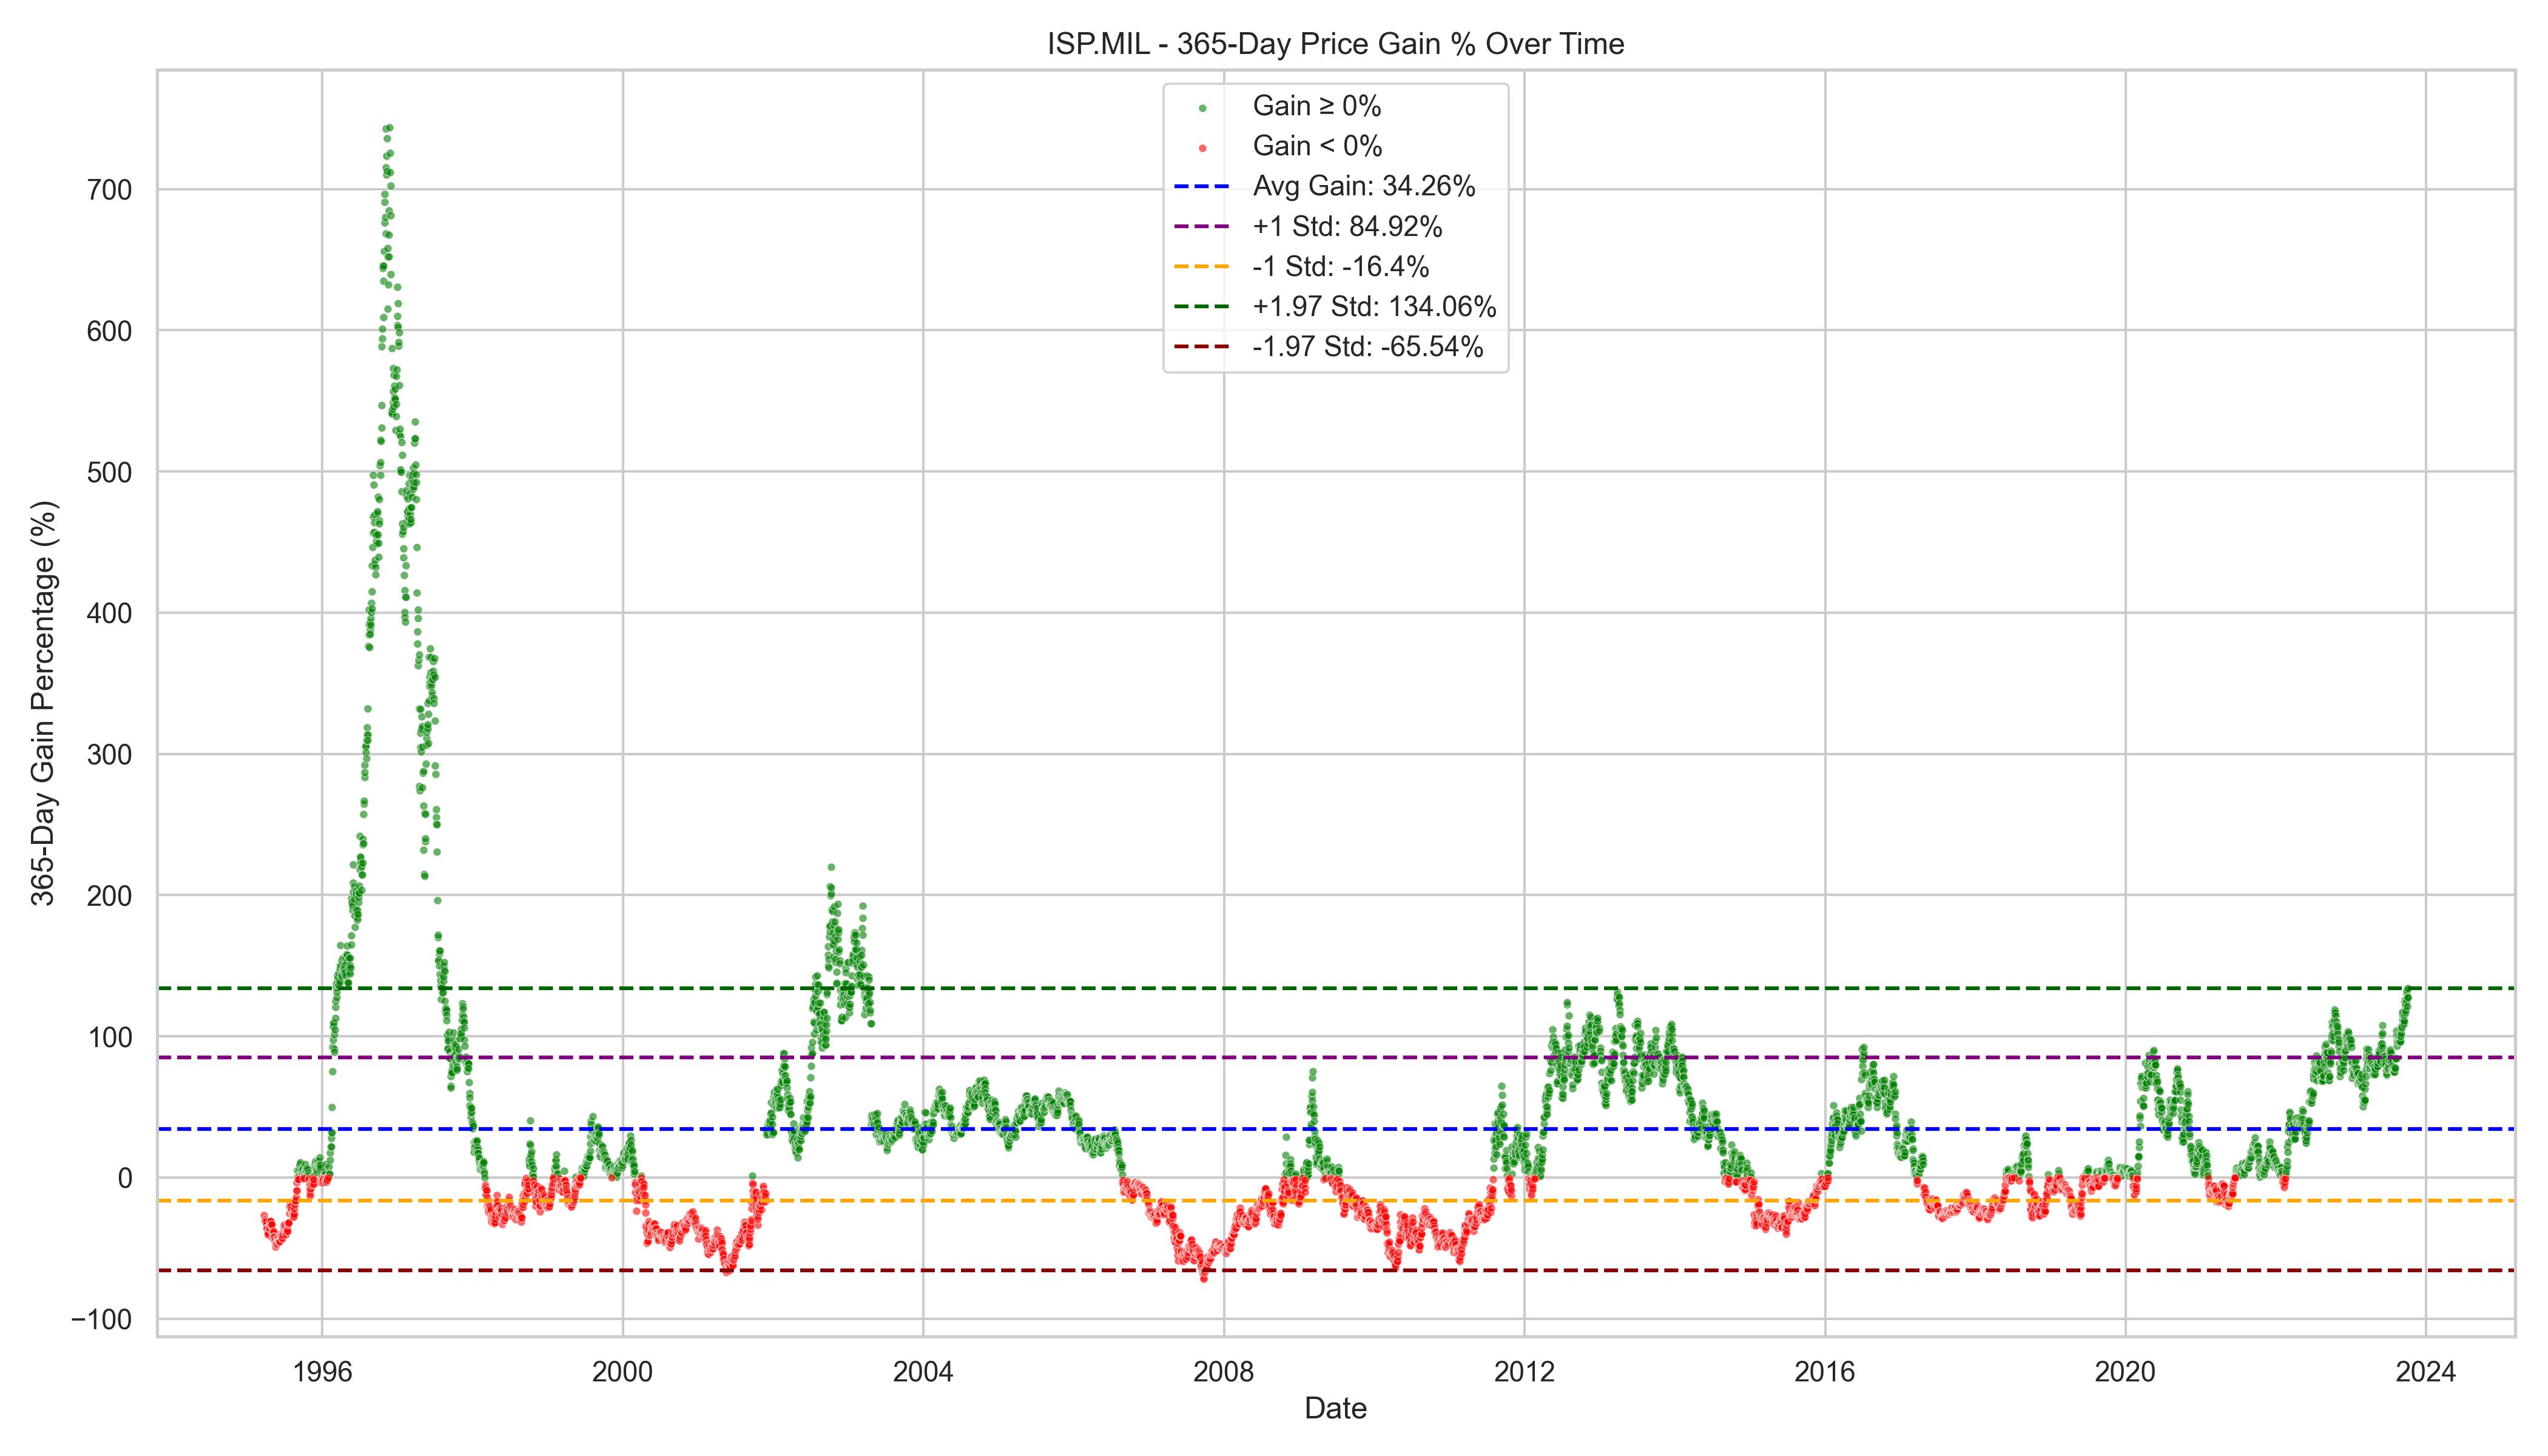 ISP.MIL - 365-Day Price Gain % Over Time
Gain ≥ 0%
Gain < 0%
Avg Gain: 34.26%
+1 Std: 84.92%
-1 Std: -16.4%
+1.97 Std: 134.06%
-1.97 Std: -65.54%
365-Day Gain Percentage (%)
700
600
500
400
300
200
100
0
−100
1996 2000 2004 2008 2012 2016 2020 2024
Date